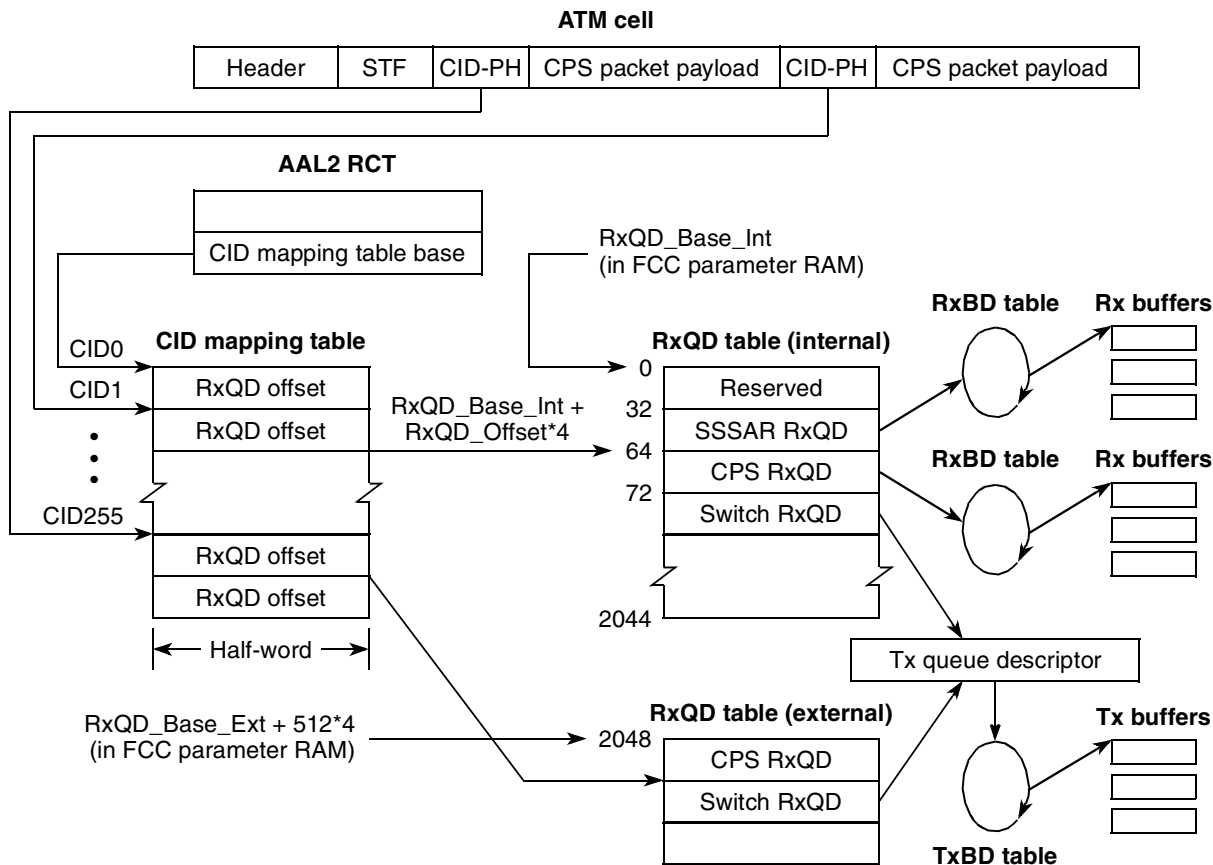 ATM cell
Header
STF
CID-PH
CPS packet payload
CID-PH
CPS packet payload
AAL2 RCT
CID mapping table base
RxQD_Base_Int
(in FCC parameter RAM)
RxBD table
Rx buffers
CID0
CID mapping table
RxQD table (internal)
0
RxQD offset
Reserved
CID1
RxQD_Base_Int +
RxQD_Offset*4
32
RxQD offset
SSSAR RxQD
64
RxBD table
Rx buffers
CPS RxQD
72
CID255
Switch RxQD
RxQD offset
RxQD offset
2044
Half-word
Tx queue descriptor
RxQD_Base_Ext + 512*4
(in FCC parameter RAM)
RxQD table (external)
2048
Tx buffers
CPS RxQD
Switch RxQD
TxBD table